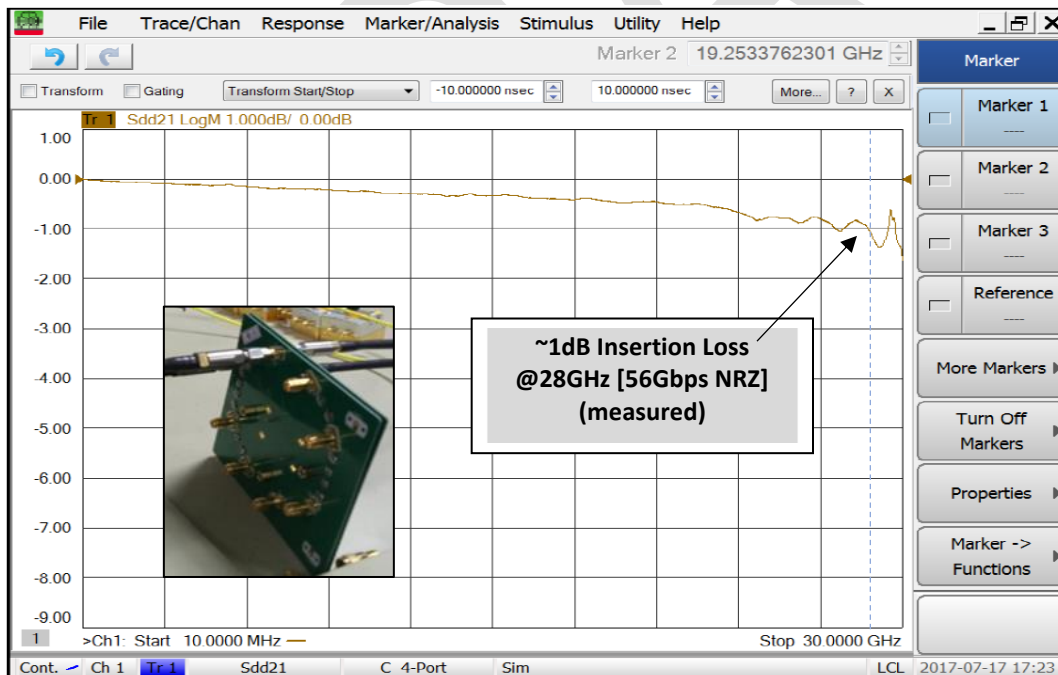 File Trace/Chan Response Marker/Analysis Stimulus Utility Help
Marker 2 19.2533762301 GHz
Marker
Transform Gating Transform Start/Stop -10.000000 nsec 10.000000 nsec More... ? X
Tr 1 Sdd21 LogM 1.000dB/ 0.00dB
1.00
0.00
-1.00
-2.00
-3.00
-4.00
-5.00
-6.00
-7.00
-8.00
-9.00
~1dB Insertion Loss
@28GHz [56Gbps NRZ]
(measured)
1 >Ch1: Start 10.0000 MHz Stop 30.0000 GHz
Cont. Ch 1 Tr 1 Sdd21 C 4-Port Sim LCL 2017-07-17 17:23
Marker 1
----
Marker 2
----
Marker 3
----
Reference
----
More Markers
Turn Off
Markers
Properties
Marker ->
Functions